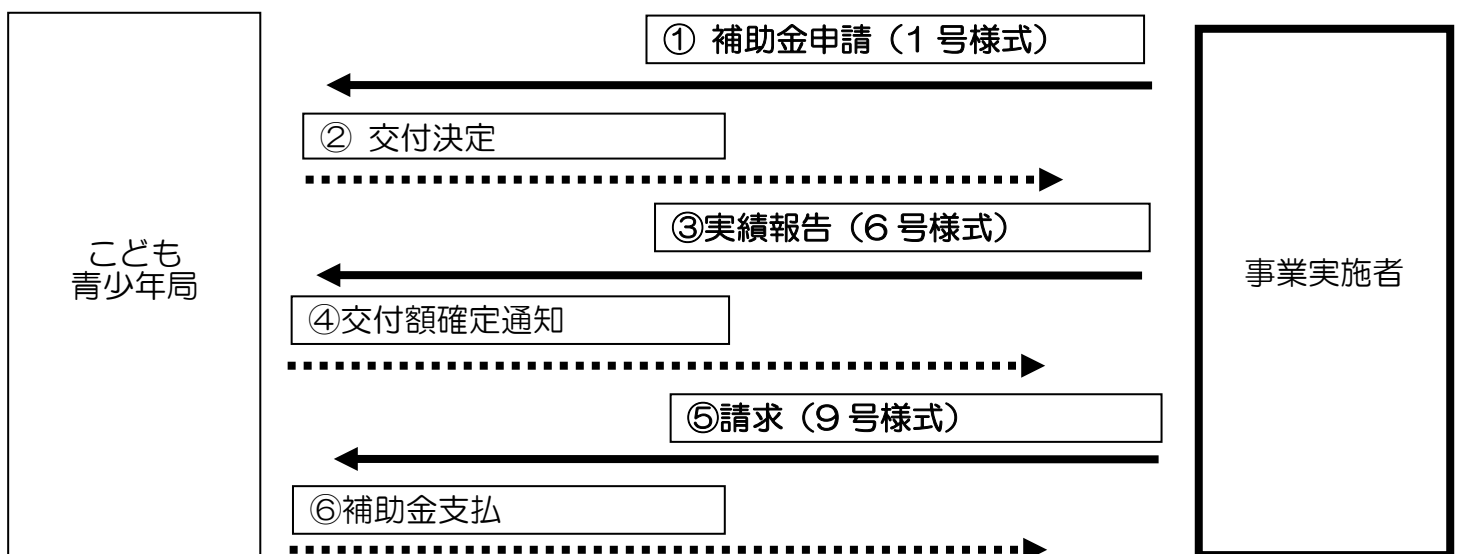 ① 補助金申請（1 号様式）
② 交付決定
③実績報告（6 号様式）
こども
青少年局
事業実施者
④交付額確定通知
⑤請求（9 号様式）
⑥補助金支払